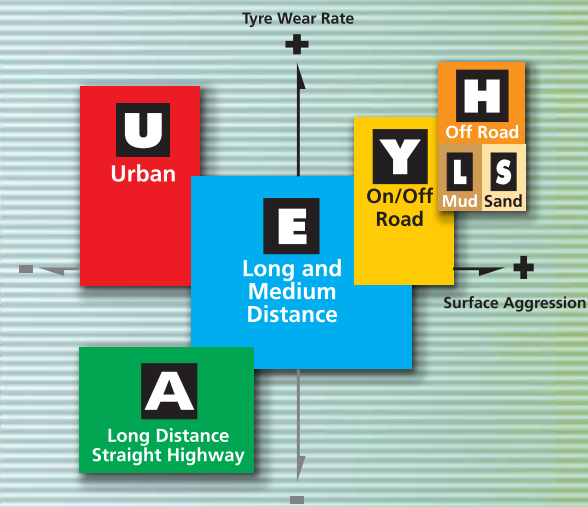 Tyre Wear Rate
+
U
Urban
H
Off Road
Y
On/Off
Road
L
Mud
S
Sand
E
Long and
Medium
Distance
-
+
Surface Aggression
A
Long Distance
Straight Highway
-